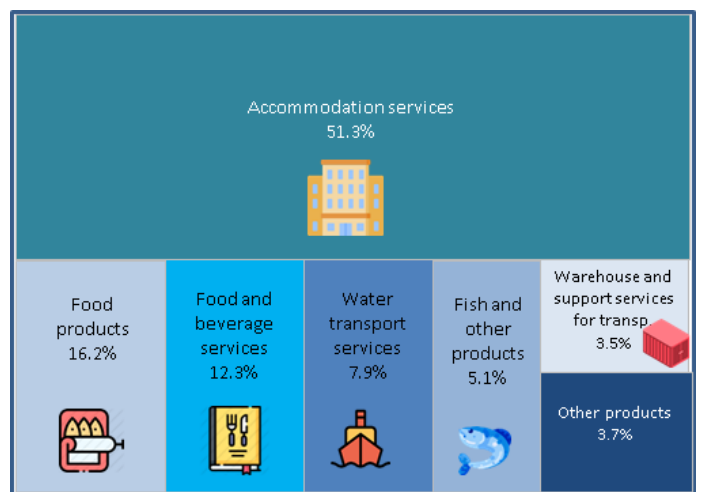 Accommodation services
51.3%
Food
products
16.2%
Food and
beverage
services
12.3%
Water
transport
services
7.9%
Fish and
other
products
5.1%
Warehouse and
support services
for transp.
3.5%
Other products
3.7%